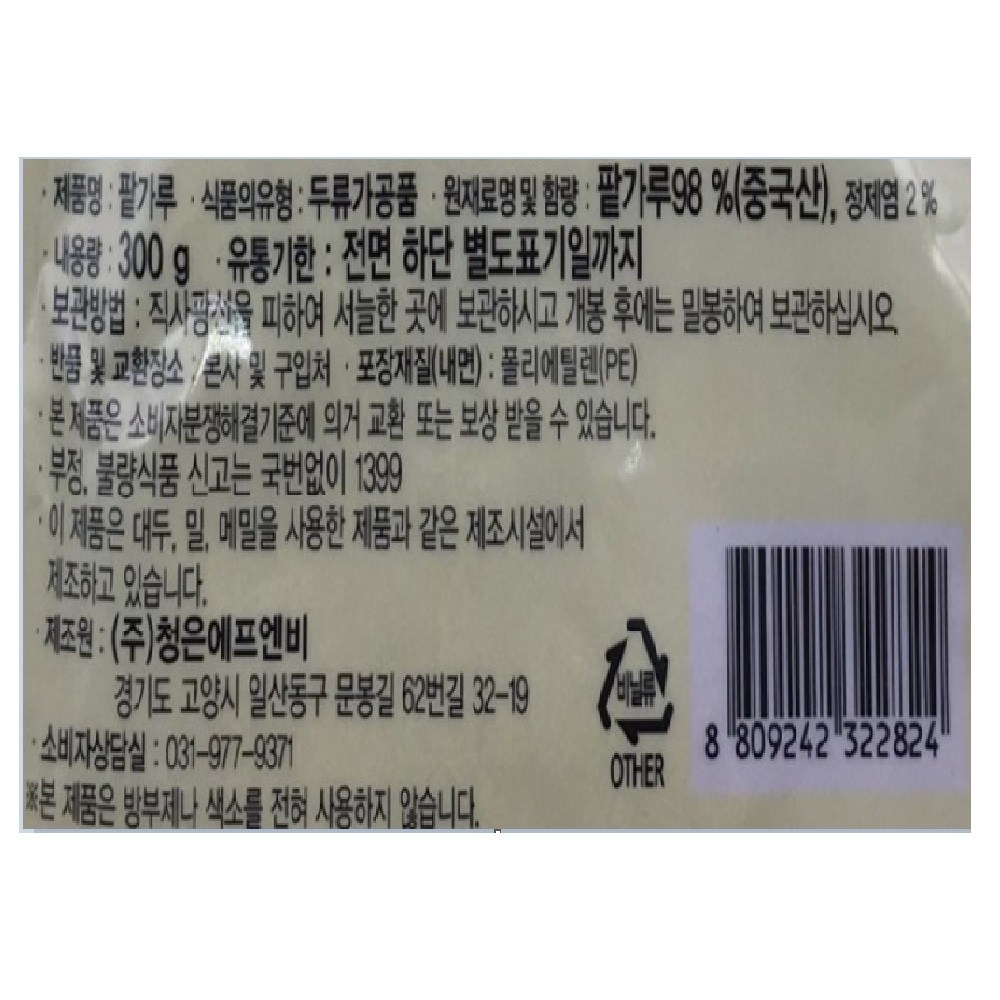 · 제품명 : 팥가루 · 식품의유형 : 두류가공품 · 원재료명 및 함량 : 팥가루98 %(중국산), 정제염 2 %
· 내용량 : 300 g · 유통기한 : 전면 하단 별도표기일까지
· 보관방법 : 직사광선을 피하여 서늘한 곳에 보관하시고 개봉 후에는 밀봉하여 보관하십시오.
· 반품 및 교환장소 : 본사 및 구입처 · 포장재질(내면) : 폴리에틸렌(PE)
· 본 제품은 소비자분쟁해결기준에 의거 교환 또는 보상 받을 수 있습니다.
· 부정, 불량식품 신고는 국번없이 1399
· 이 제품은 대두, 밀, 메밀을 사용한 제품과 같은 제조시설에서
제조하고 있습니다.
· 제조원 : (주)청은에프엔비
경기도 고양시 일산동구 문봉길 62번길 32-19
· 소비자상담실 : 031-977-9371
※본 제품은 방부제나 색소를 전혀 사용하지 않습니다.
비닐류
OTHER
8 809242 322824